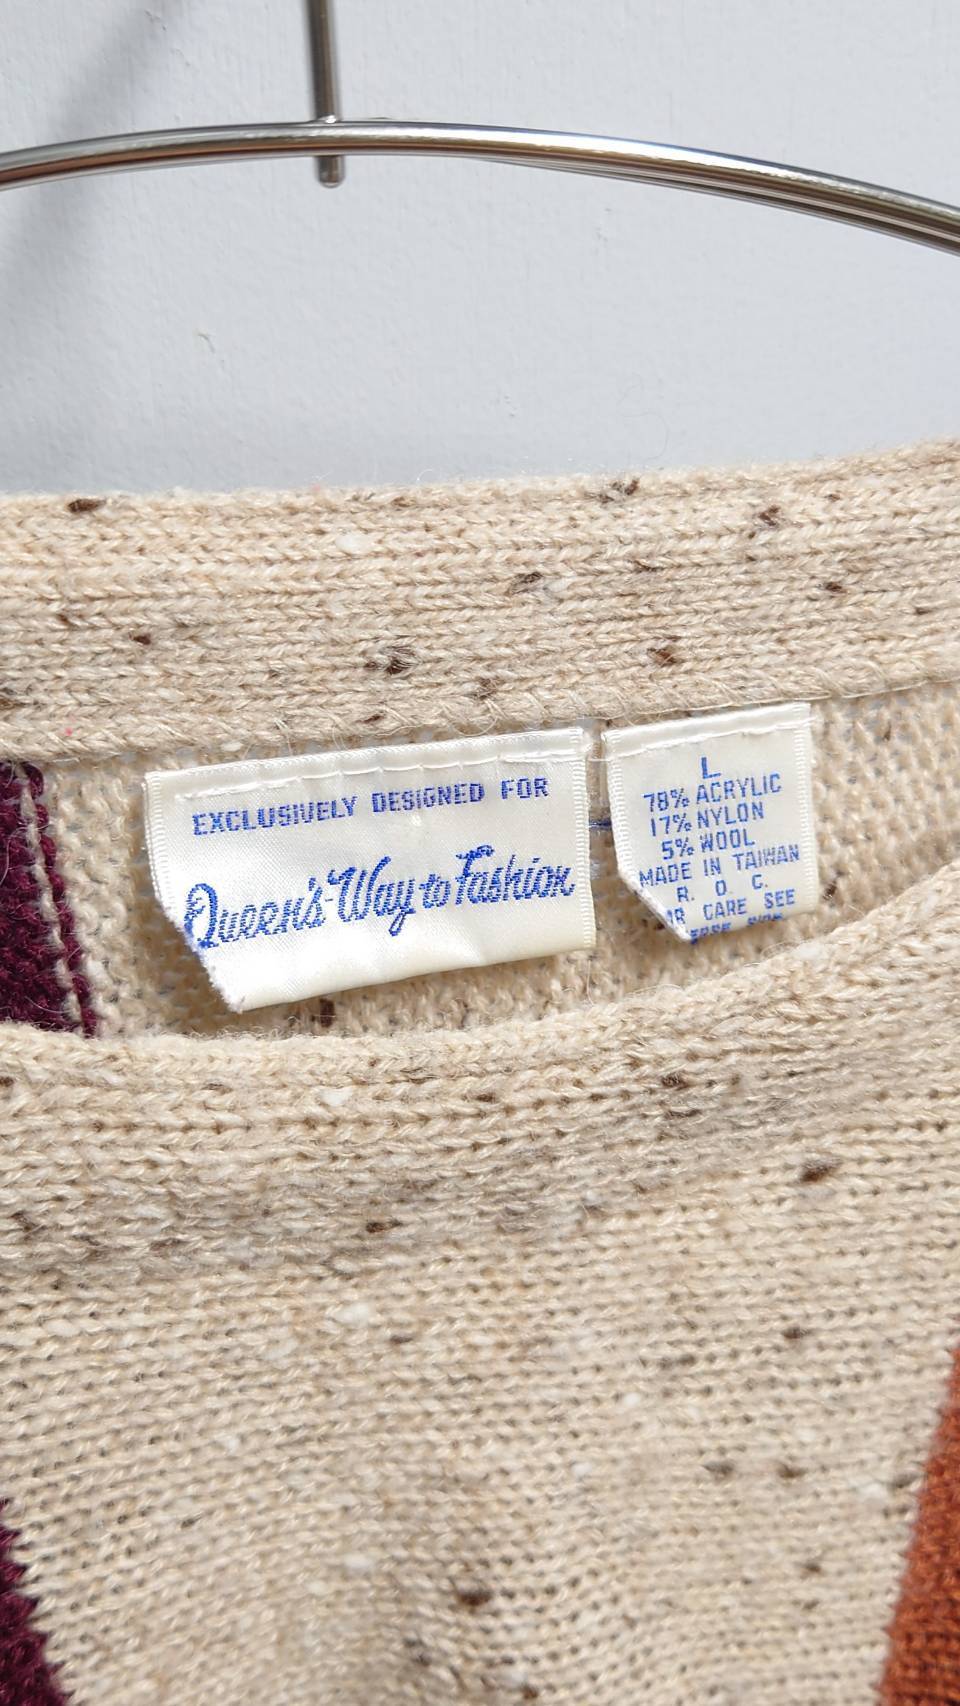 EXCLUSIVELY DESIGNED FOR
Queen's-Way to Fashion
L
78% ACRYLIC
17% NYLON
5% WOOL
MADE IN TAIWAN
R. O. C.
CARE SEE